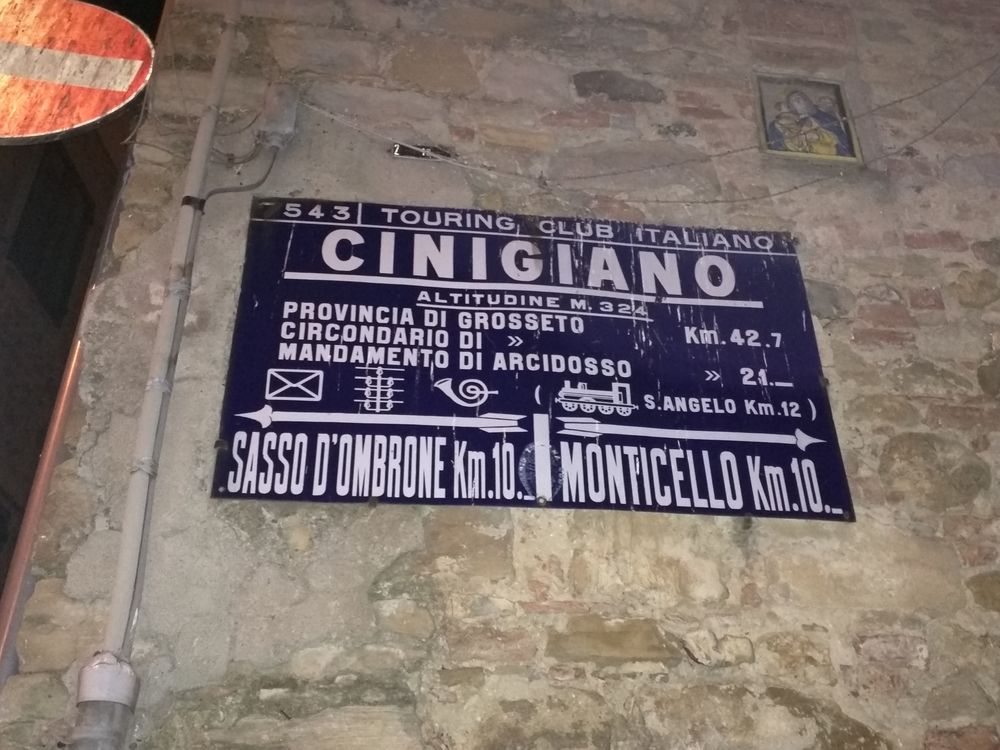 543 TOURING CLUB ITALIANO
CINIGIANO
ALTITUDINE M. 324
PROVINCIA DI GROSSETO Km. 42.7
CIRCONDARIO DI »
MANDAMENTO DI ARCIDOSSO » 21._
( S. ANGELO Km. 12 )
SASSO D'OMBRONE Km. 10._ MONTICELLO Km. 10._